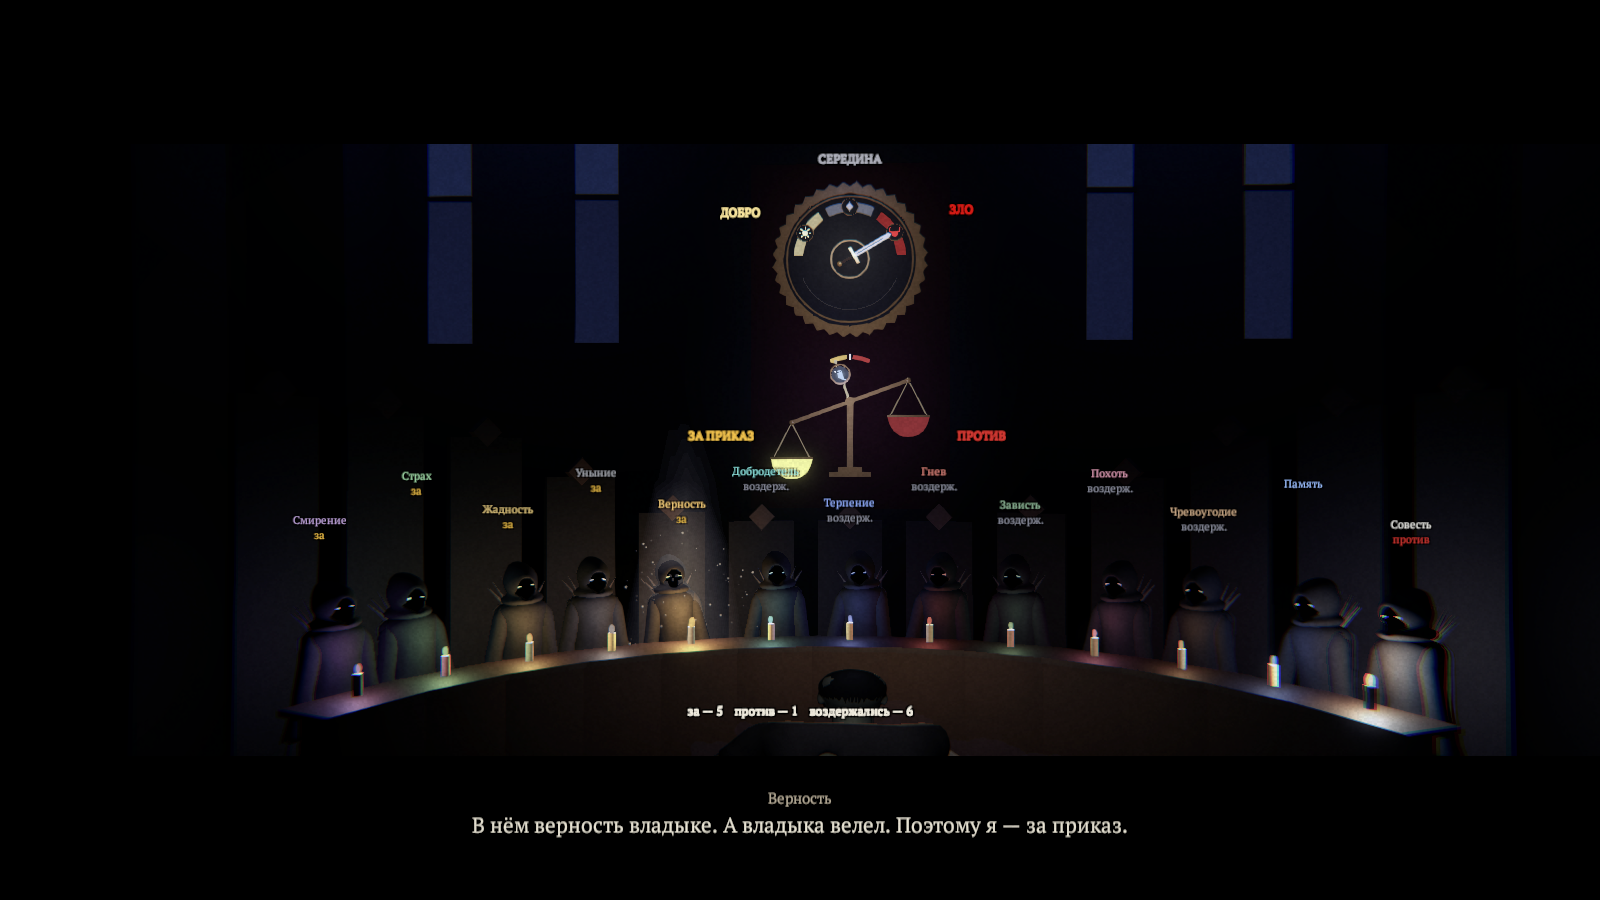 СЕРЕДИНА
ДОБРО
ЗЛО
ЗА ПРИКАЗ
ПРОТИВ
Смирение
за
Страх
за
Жадность
за
Уныние
за
Верность
за
Добродетель
воздерж.
Терпение
воздерж.
Гнев
воздерж.
Зависть
воздерж.
Похоть
воздерж.
Чревоугодие
воздерж.
Память
Совесть
против
за — 5 против — 1 воздержались — 6
Верность
В нём верность владыке. А владыка велел. Поэтому я — за приказ.